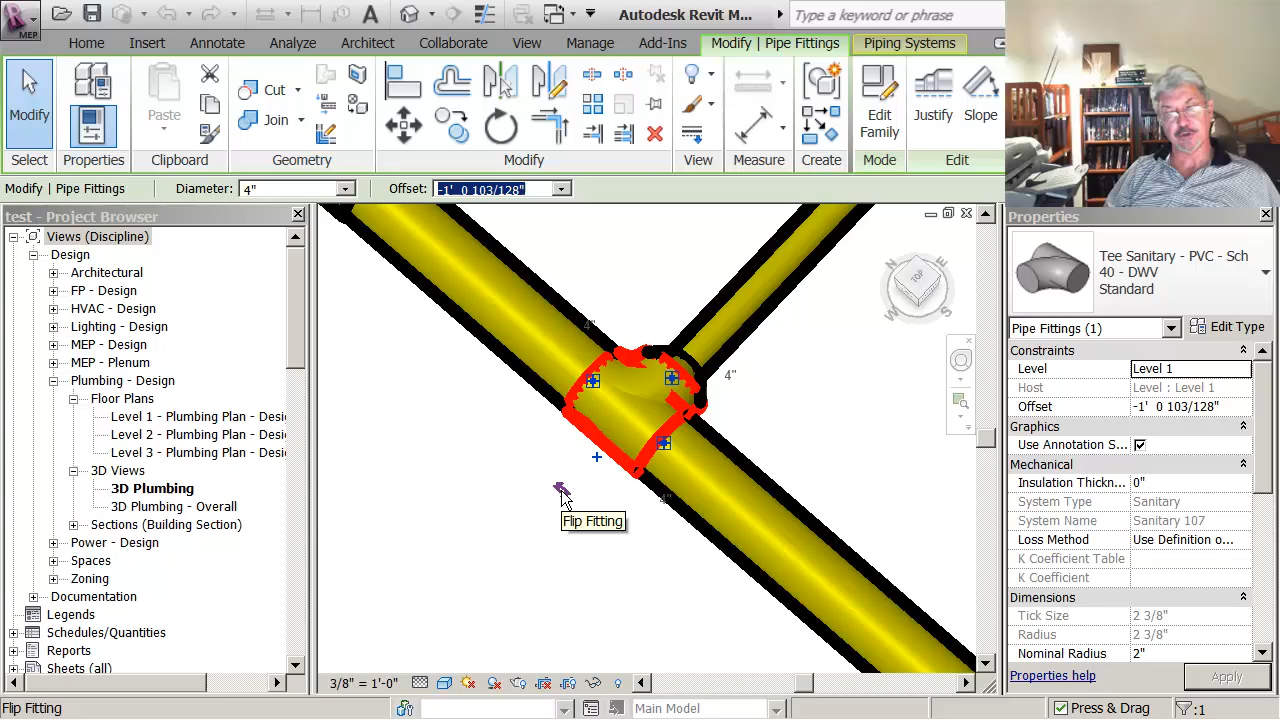 Autodesk Revit M...
Type a keyword or phrase
MEP
Home Insert Annotate Analyze Architect Collaborate View Manage Add-Ins Modify | Pipe Fittings Piping Systems
Modify
Paste
Cut
Join
Edit Family
Justify
Slope
Select Properties Clipboard Geometry Modify View Measure Create Mode Edit
Modify | Pipe Fittings Diameter: 4" Offset: -1' 0 103/128"
test - Project Browser
Views (Discipline)
Design
Architectural
FP - Design
HVAC - Design
Lighting - Design
MEP - Design
MEP - Plenum
Plumbing - Design
Floor Plans
Level 1 - Plumbing Plan - Desi
Level 2 - Plumbing Plan - Desi
Level 3 - Plumbing Plan - Desi
3D Views
3D Plumbing
3D Plumbing - Overall
Sections (Building Section)
Power - Design
Spaces
Zoning
Documentation
Legends
Schedules/Quantities
Reports
Sheets (all)
4"
4"
4"
Flip Fitting
TOP
N
E
W
S
3/8" = 1'-0"
Properties
Tee Sanitary - PVC - Sch
40 - DWV
Standard
Pipe Fittings (1) Edit Type
Constraints
Level Level 1
Host Level : Level 1
Offset -1' 0 103/128"
Graphics
Use Annotation S...
Mechanical
Insulation Thickn... 0"
System Type Sanitary
System Name Sanitary 107
Loss Method Use Definition o...
K Coefficient Table
K Coefficient
Dimensions
Tick Size 2 3/8"
Radius 2 3/8"
Nominal Radius 2"
Properties help Apply
Flip Fitting
Main Model
Press & Drag
:1